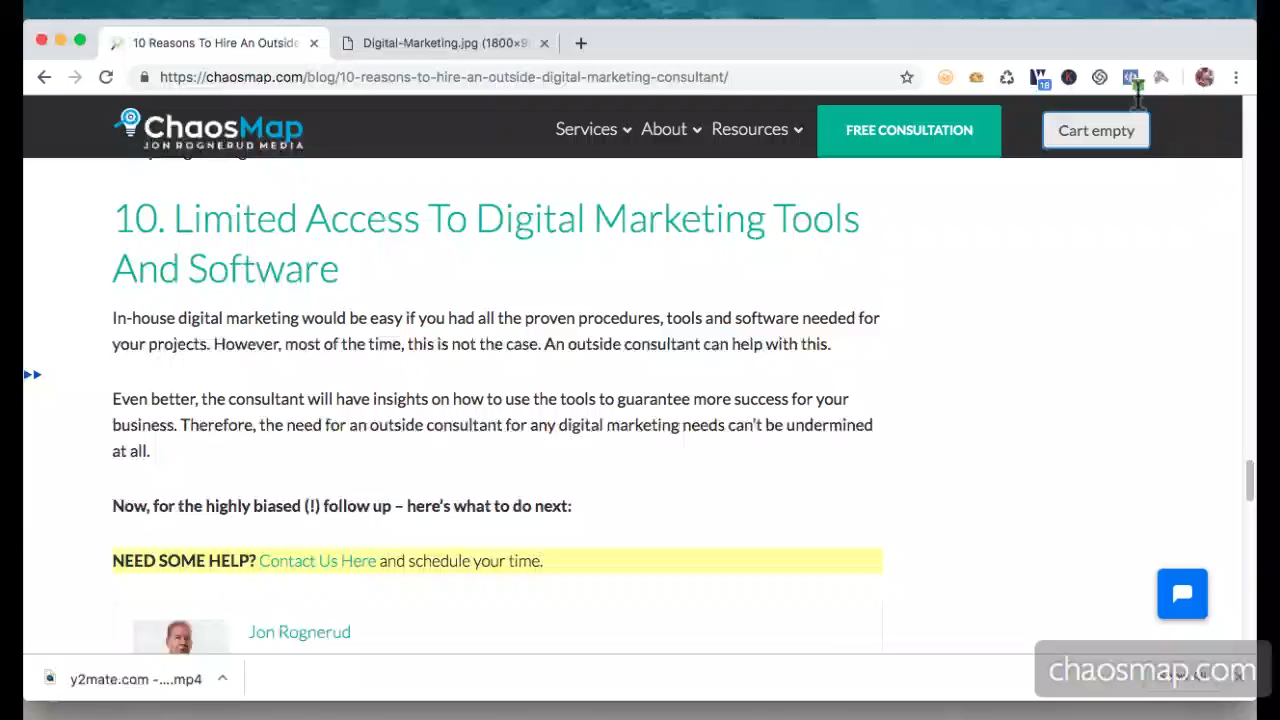 10 Reasons To Hire An Outside
Digital-Marketing.jpg (1800×9
https://chaosmap.com/blog/10-reasons-to-hire-an-outside-digital-marketing-consultant/
18
ChaosMap
JON ROGNERUD MEDIA
Services
About
Resources
FREE CONSULTATION
Cart empty
10. Limited Access To Digital Marketing Tools
And Software
In-house digital marketing would be easy if you had all the proven procedures, tools and software needed for
your projects. However, most of the time, this is not the case. An outside consultant can help with this.
Even better, the consultant will have insights on how to use the tools to guarantee more success for your
business. Therefore, the need for an outside consultant for any digital marketing needs can't be undermined
at all.
Now, for the highly biased (!) follow up – here's what to do next:
NEED SOME HELP? Contact Us Here and schedule your time.
Jon Rognerud
y2mate.com -....mp4
chaosmap.com